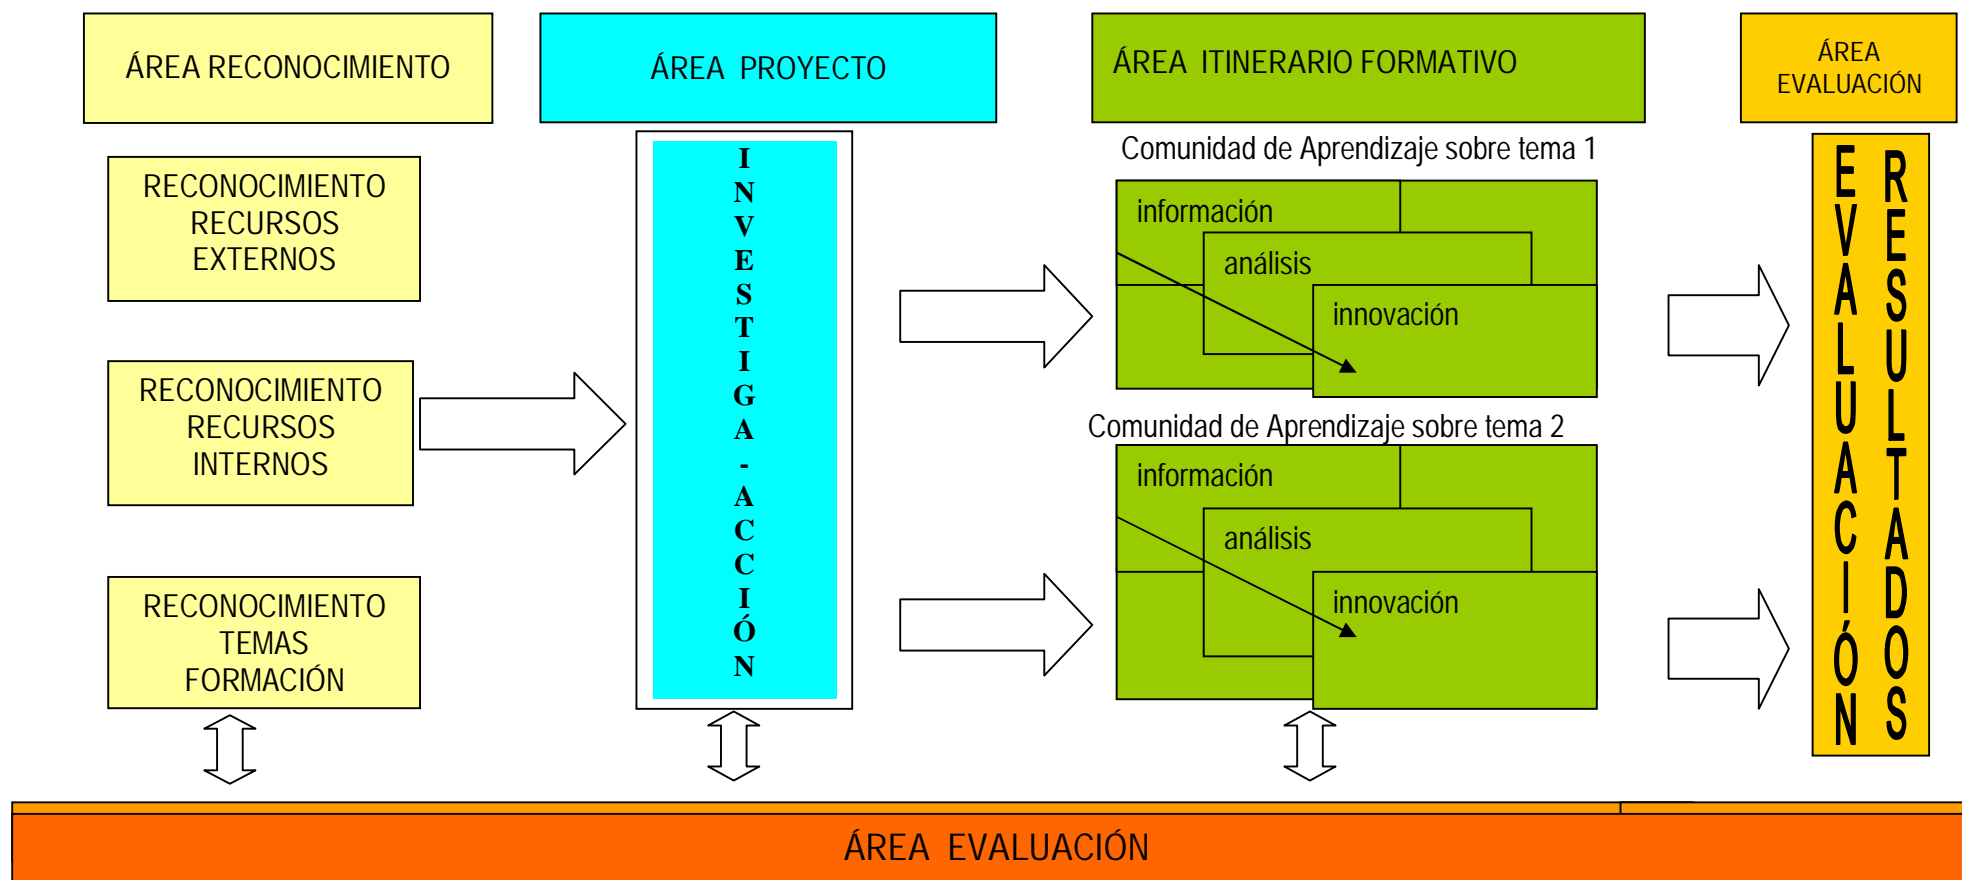 ÁREA RECONOCIMIENTO
RECONOCIMIENTO
RECURSOS
EXTERNOS
RECONOCIMIENTO
RECURSOS
INTERNOS
RECONOCIMIENTO
TEMAS
FORMACIÓN
ÁREA PROYECTO
INVESTIGA-ACCIÓN
ÁREA ITINERARIO FORMATIVO
Comunidad de Aprendizaje sobre tema 1
información
análisis
innovación
Comunidad de Aprendizaje sobre tema 2
información
análisis
innovación
ÁREA
EVALUACIÓN
EVALUACIÓN
RESULTADOS
ÁREA EVALUACIÓN